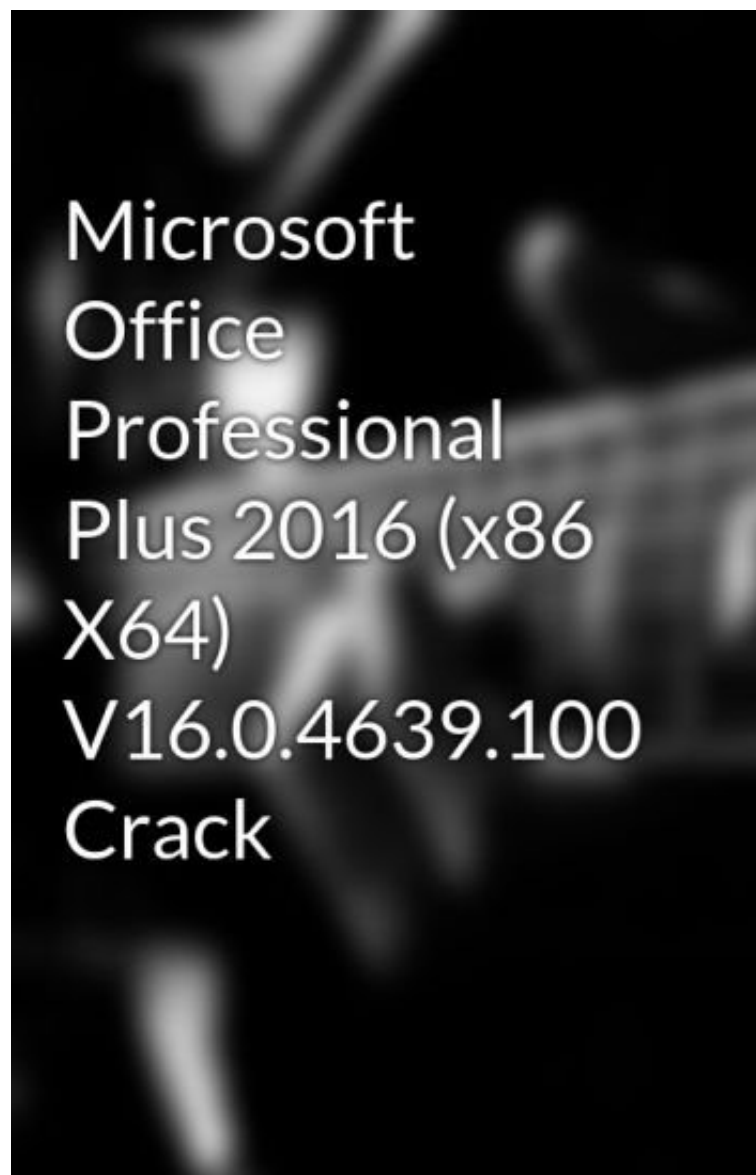 Microsoft
Office
Professional
Plus 2016 (x86
X64)
V16.0.4639.100
Crack